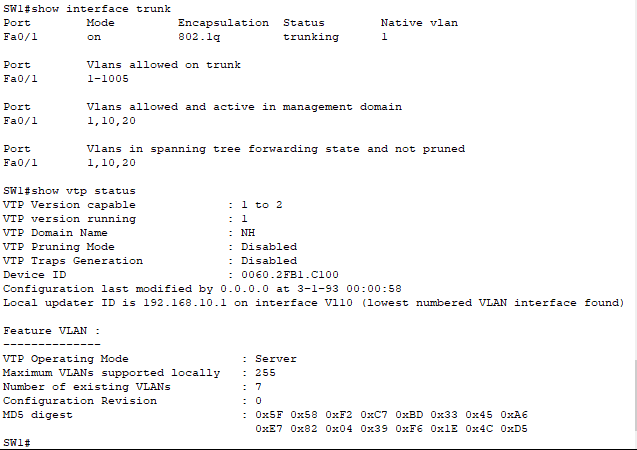 SW1#show interface trunk
Port        Mode         Encapsulation  Status        Native vlan
Fa0/1       on           802.1q         trunking      1

Port        Vlans allowed on trunk
Fa0/1       1-1005

Port        Vlans allowed and active in management domain
Fa0/1       1,10,20

Port        Vlans in spanning tree forwarding state and not pruned
Fa0/1       1,10,20

SW1#show vtp status
VTP Version capable             : 1 to 2
VTP version running             : 1
VTP Domain Name                 : NH
VTP Pruning Mode                : Disabled
VTP Traps Generation            : Disabled
Device ID                       : 0060.2FB1.C100
Configuration last modified by 0.0.0.0 at 3-1-93 00:00:58
Local updater ID is 192.168.10.1 on interface Vl10 (lowest numbered VLAN interface found)

Feature VLAN :
--------------
VTP Operating Mode                : Server
Maximum VLANs supported locally   : 255
Number of existing VLANs          : 7
Configuration Revision            : 0
MD5 digest                        : 0x5F 0x58 0xF2 0xC7 0xBD 0x33 0x45 0xA6
                                    0xE7 0x82 0x04 0x39 0xF6 0x1E 0x4C 0xD5
SW1#